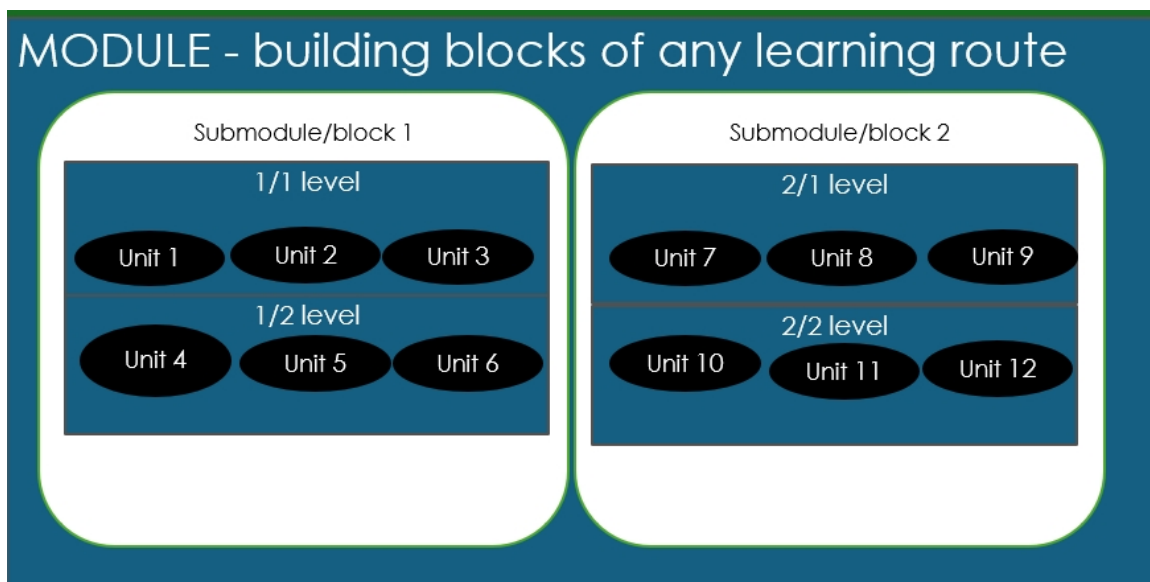 MODULE - building blocks of any learning route
Submodule/block 1
1/1 level
Unit 1
Unit 2
Unit 3
1/2 level
Unit 4
Unit 5
Unit 6
Submodule/block 2
2/1 level
Unit 7
Unit 8
Unit 9
2/2 level
Unit 10
Unit 11
Unit 12